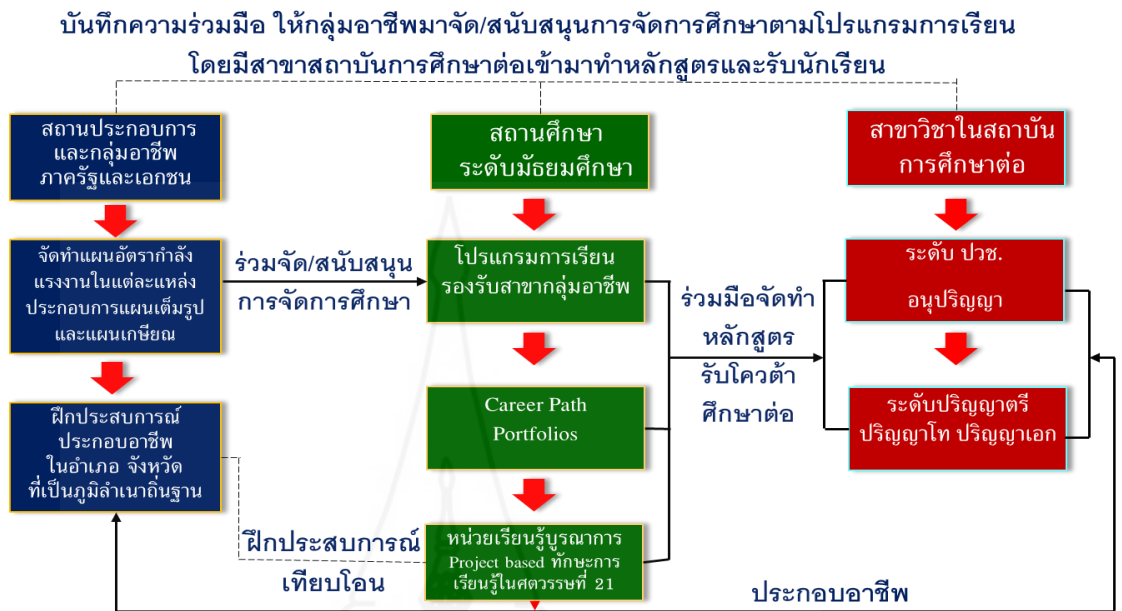 บันทึกความร่วมมือ ให้กลุ่มอาชีพมาจัด/สนับสนุนการจัดการศึกษาตามโปรแกรมการเรียน
โดยมีสาขาสถาบันการศึกษาต่อเข้ามาทำหลักสูตรและรับนักเรียน
สถานประกอบการ
และกลุ่มอาชีพ
ภาครัฐและเอกชน
สถานศึกษา
ระดับมัธยมศึกษา
สาขาวิชาในสถาบัน
การศึกษาต่อ
จัดทำแผนอัตรากำลัง
แรงงานในแต่ละแหล่ง
ประกอบการแผนเต็มรูป
และแผนเกษียณ
ร่วมจัด/สนับสนุน
การจัดการศึกษา
โปรแกรมการเรียน
รองรับสาขากลุ่มอาชีพ
ร่วมมือจัดทำ
หลักสูตร
รับโควต้า
ศึกษาต่อ
ระดับ ปวช.
อนุปริญญา
ฝึกประสบการณ์
ประกอบอาชีพ
ในอำเภอ จังหวัด
ที่เป็นภูมิลำเนาถิ่นฐาน
Career Path
Portfolios
ระดับปริญญาตรี
ปริญญาโท ปริญญาเอก
ฝึกประสบการณ์
เทียบโอน
หน่วยเรียนรู้บูรณาการ
Project based ทักษะการ
เรียนรู้ในศตวรรษที่ 21
ประกอบอาชีพ